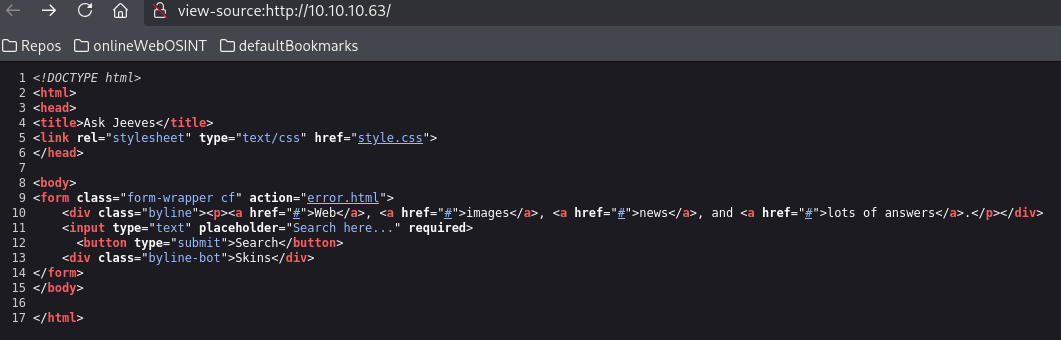 view-source:http://10.10.10.63/
Repos onlineWebOSINT defaultBookmarks
1 <!DOCTYPE html>
2 <html>
3 <head>
4 <title>Ask Jeeves</title>
5 <link rel="stylesheet" type="text/css" href="style.css">
6 </head>
7
8 <body>
9 <form class="form-wrapper cf" action="error.html">
10     <div class="byline"><p><a href="#">Web</a>, <a href="#">images</a>, <a href="#">news</a>, and <a href="#">lots of answers</a>.</p></div>
11     <input type="text" placeholder="Search here..." required>
12       <button type="submit">Search</button>
13     <div class="byline-bot">Skins</div>
14 </form>
15 </body>
16
17 </html>